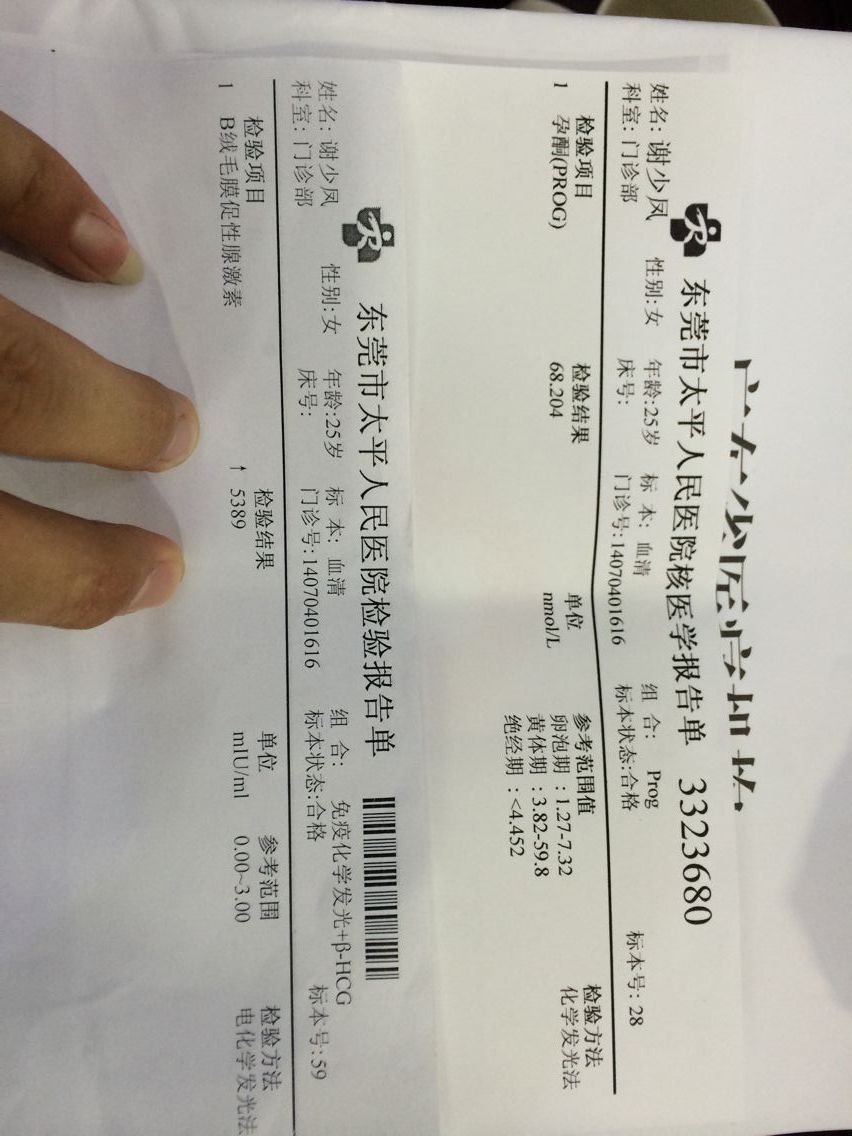 东莞市太平人民医院核医学报告单 3323680
姓名: 谢少凤 性别:女 年龄:25岁 标 本: 血清 组 合: Prog 标本号: 28
科室: 门诊部 床号: 门诊号:14070401616 标本状态:合格
检验项目 检验结果 单位 参考范围值 检验方法
1 孕酮(PROG) 68.204 nmol/L 卵泡期 : 1.27-7.32 化学发光法
黄体期 : 3.82-59.8
绝经期 : <4.452
东莞市太平人民医院检验报告单
姓名: 谢少凤 性别:女 年龄:25岁 标 本: 血清 组 合: 免疫化学发光+β-HCG 标本号:59
科室: 门诊部 床号: 门诊号:14070401616 标本状态:合格
检验项目 检验结果 单位 参考范围 检验方法
1 B绒毛膜促性腺激素 ↑ 5389 mIU/ml 0.00~3.00 电化学发光法